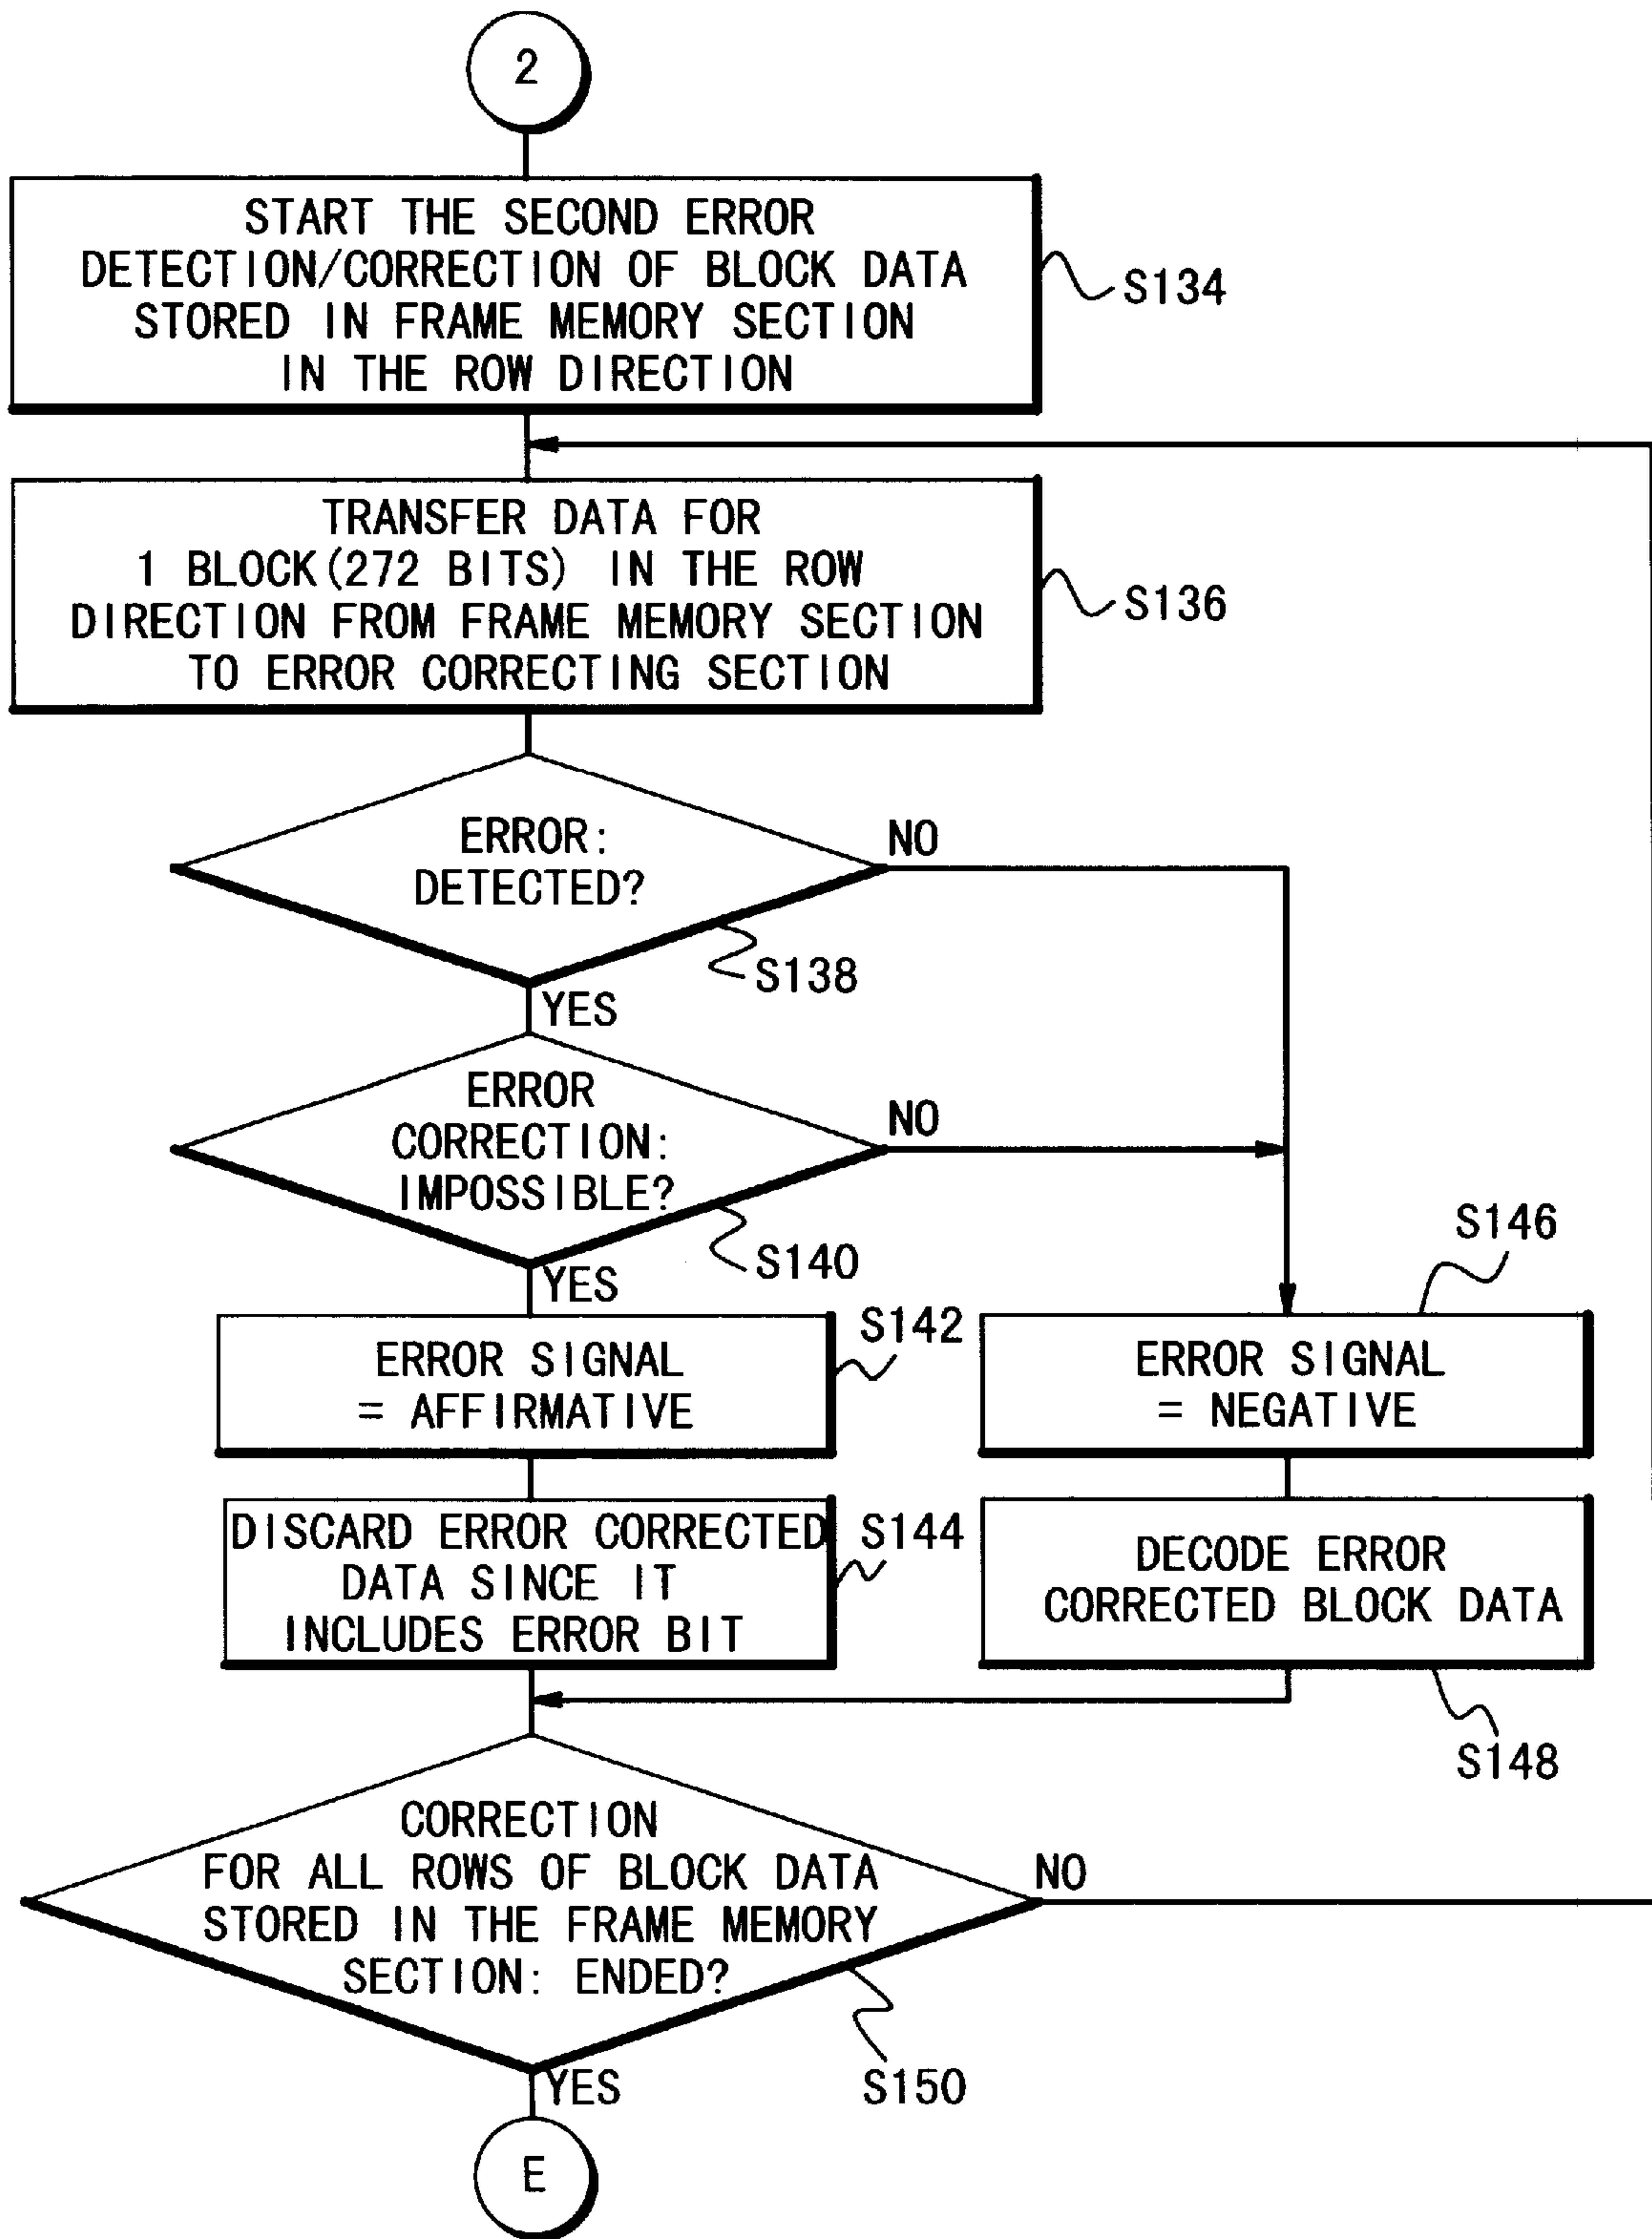 2
START THE SECOND ERROR
DETECTION/CORRECTION OF BLOCK DATA
STORED IN FRAME MEMORY SECTION
IN THE ROW DIRECTION
S134
TRANSFER DATA FOR
1 BLOCK(272 BITS) IN THE ROW
DIRECTION FROM FRAME MEMORY SECTION
TO ERROR CORRECTING SECTION
S136
ERROR:
DETECTED?
NO
S138
YES
ERROR
CORRECTION:
IMPOSSIBLE?
NO
S140
YES
S146
ERROR SIGNAL
= AFFIRMATIVE
S142
ERROR SIGNAL
= NEGATIVE
DISCARD ERROR CORRECTED
DATA SINCE IT
INCLUDES ERROR BIT
S144
DECODE ERROR
CORRECTED BLOCK DATA
S148
CORRECTION
FOR ALL ROWS OF BLOCK DATA
STORED IN THE FRAME MEMORY
SECTION: ENDED?
NO
S150
YES
E